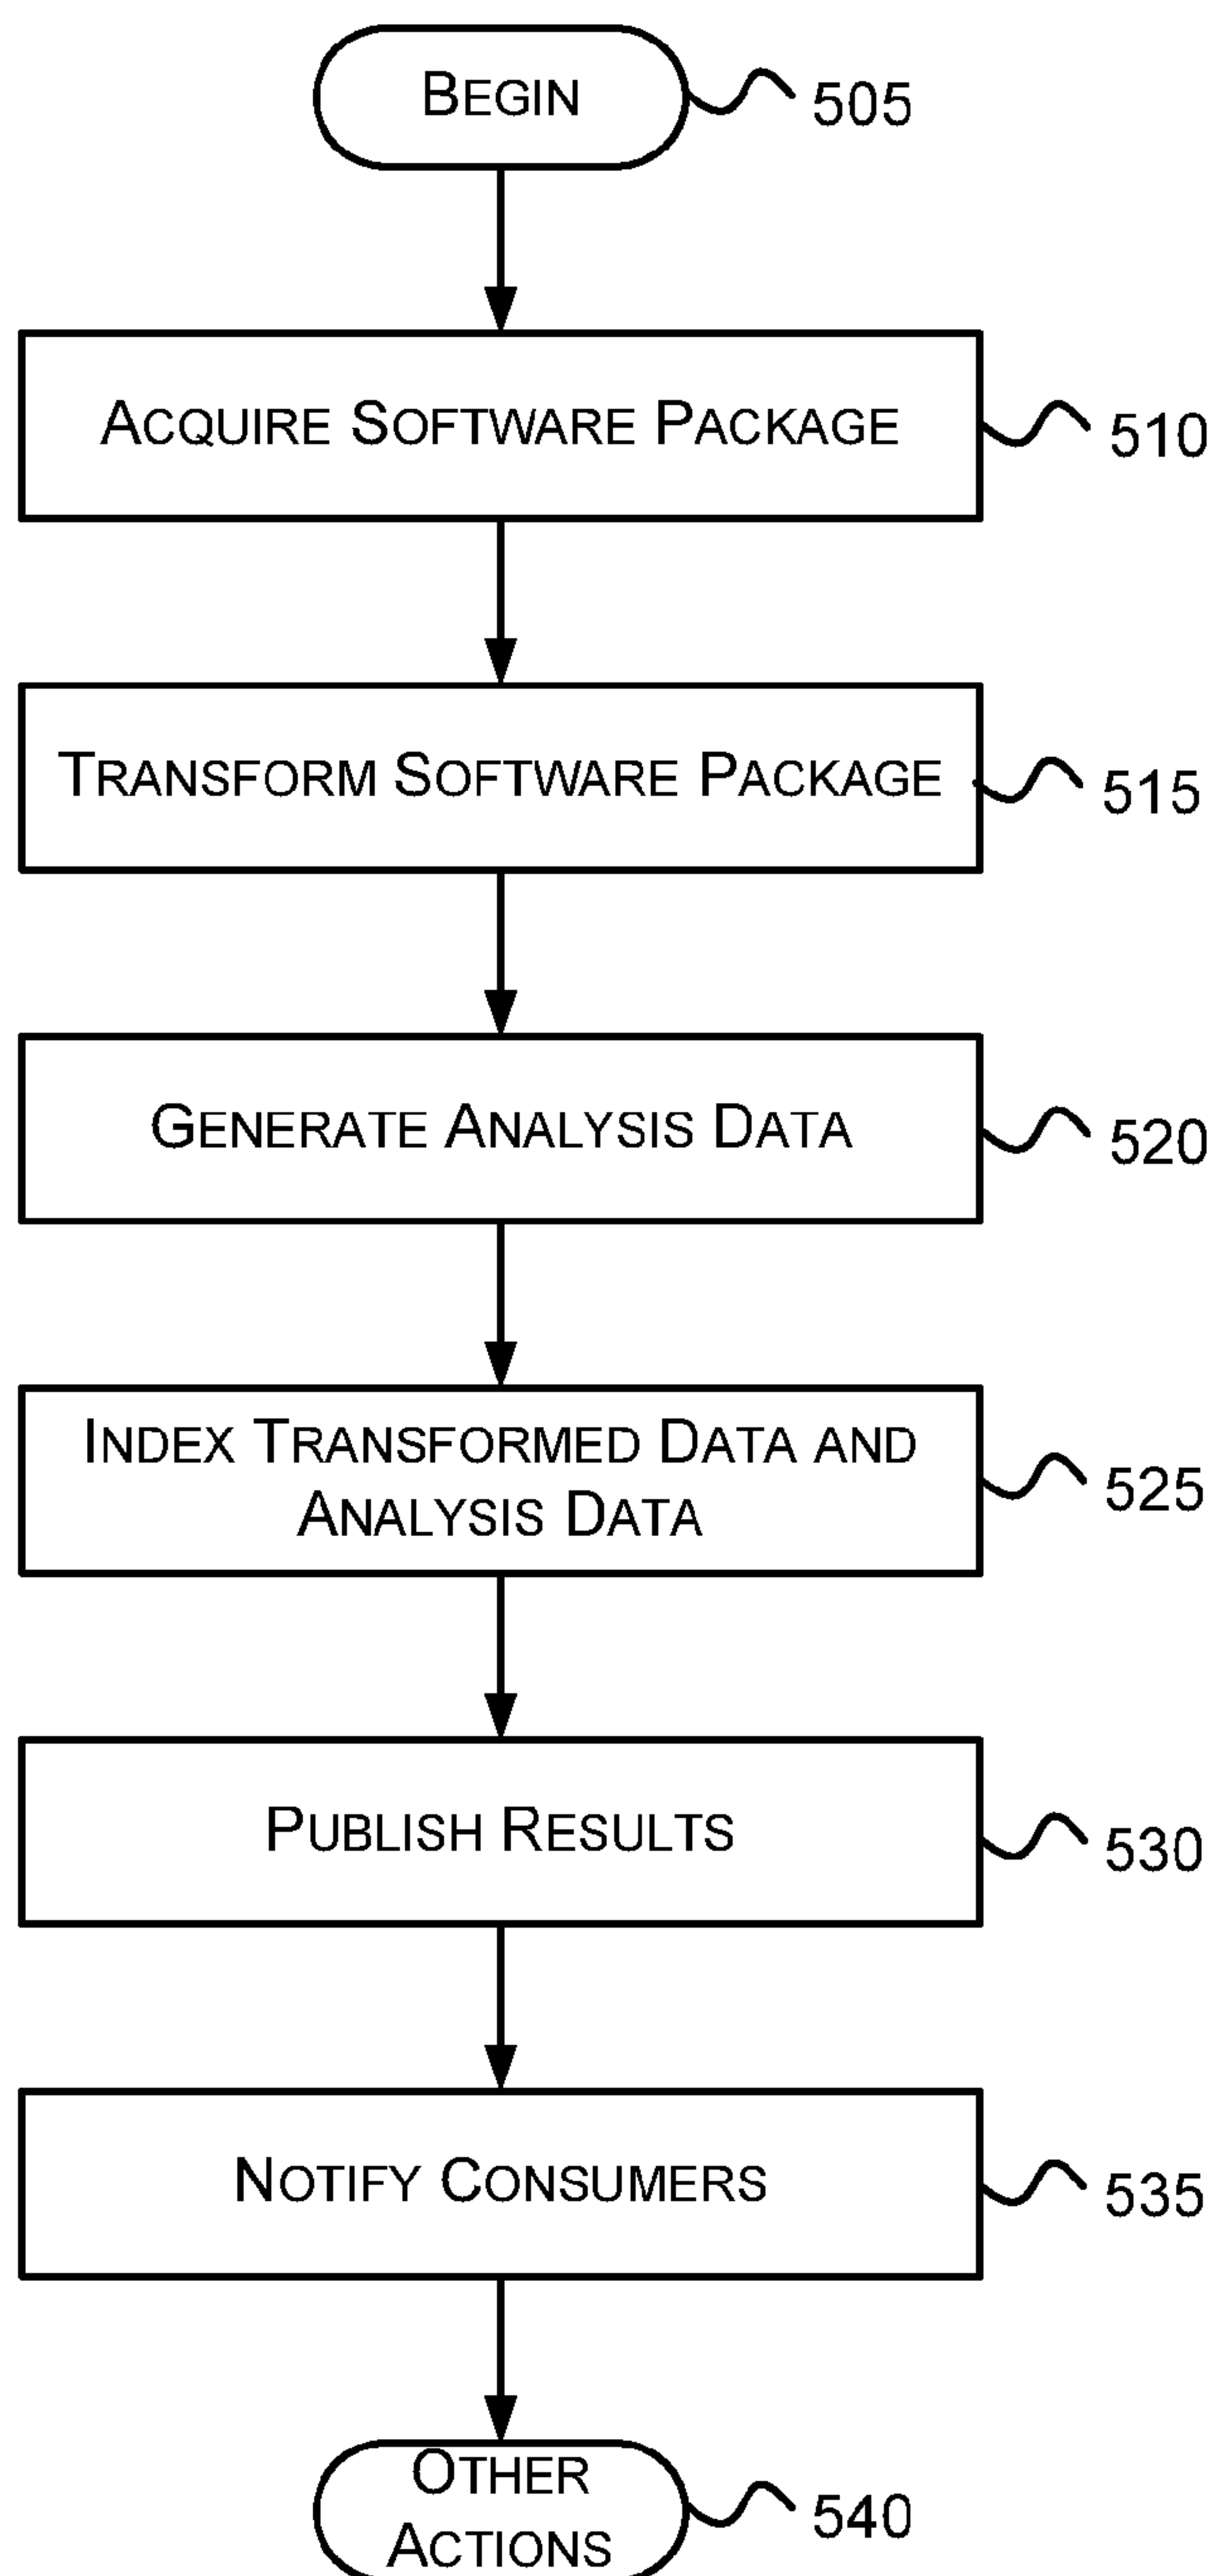 BEGIN
505
ACQUIRE SOFTWARE PACKAGE
510
TRANSFORM SOFTWARE PACKAGE
515
GENERATE ANALYSIS DATA
520
INDEX TRANSFORMED DATA AND
ANALYSIS DATA
525
PUBLISH RESULTS
530
NOTIFY CONSUMERS
535
OTHER
ACTIONS
540